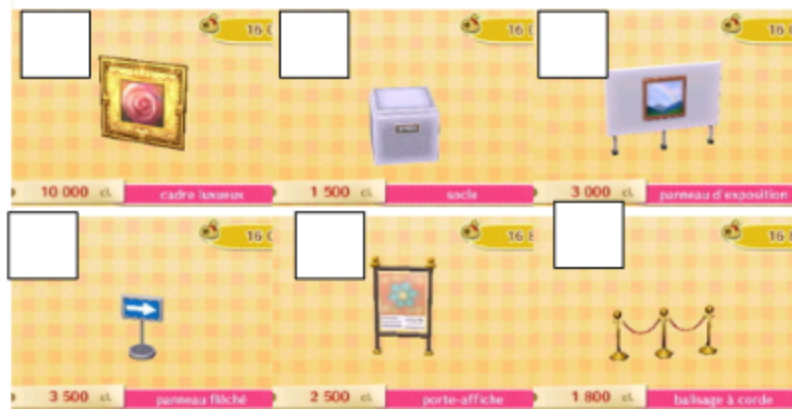 10 000 cl. cadre luxueux
1 500 cl. socle
3 000 cl. panneau d'exposition
3 500 cl. panneau fléché
2 500 cl. porte-affiche
1 800 cl. balisage à corde